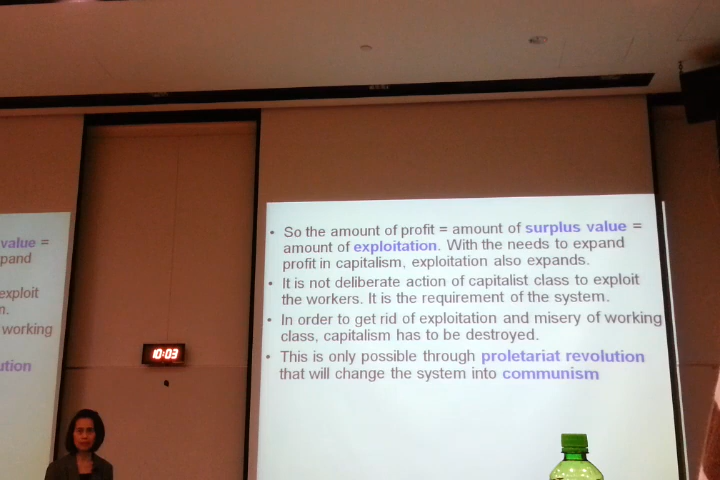 value =
pand
exploit
n.
working
ution
10:03
• So the amount of profit = amount of surplus value =
amount of exploitation. With the needs to expand
profit in capitalism, exploitation also expands.
• It is not deliberate action of capitalist class to exploit
the workers. It is the requirement of the system.
• In order to get rid of exploitation and misery of working
class, capitalism has to be destroyed.
• This is only possible through proletariat revolution
that will change the system into communism